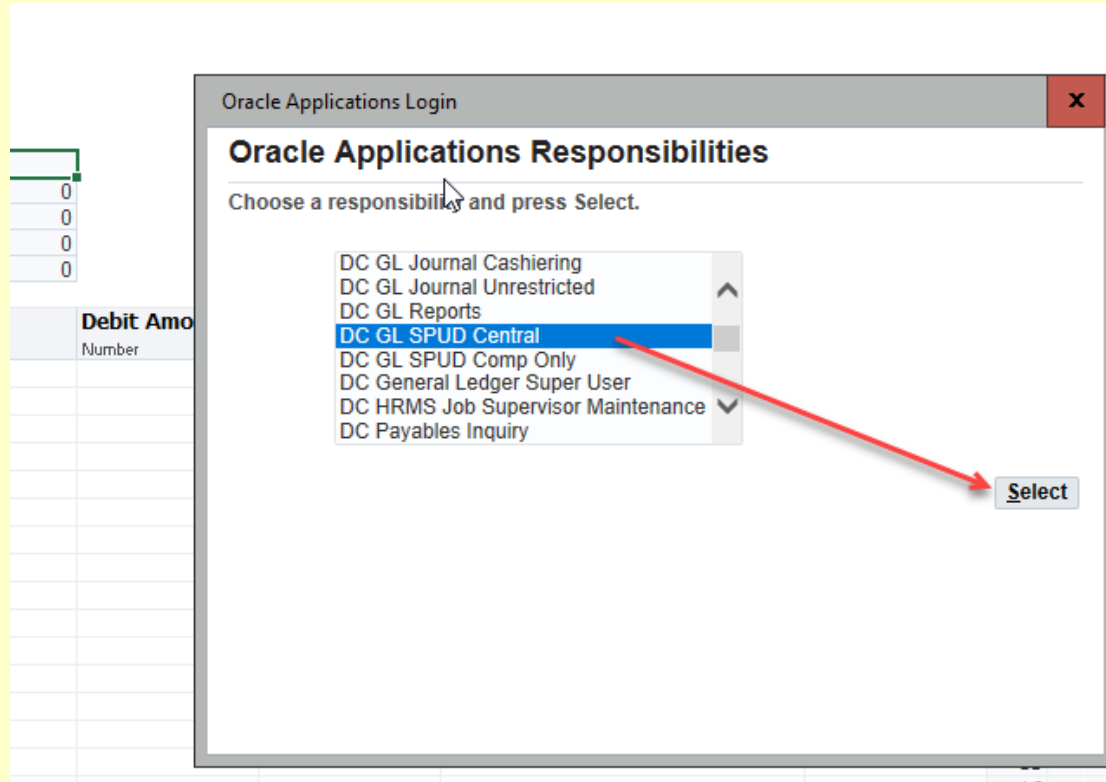 Oracle Applications Login
x
Oracle Applications Responsibilities
Choose a responsibility and press Select.
0
0
0
0
DC GL Journal Cashiering
DC GL Journal Unrestricted
DC GL Reports
DC GL SPUD Central
DC GL SPUD Comp Only
DC General Ledger Super User
DC HRMS Job Supervisor Maintenance
DC Payables Inquiry
Debit Amo
Number
Select